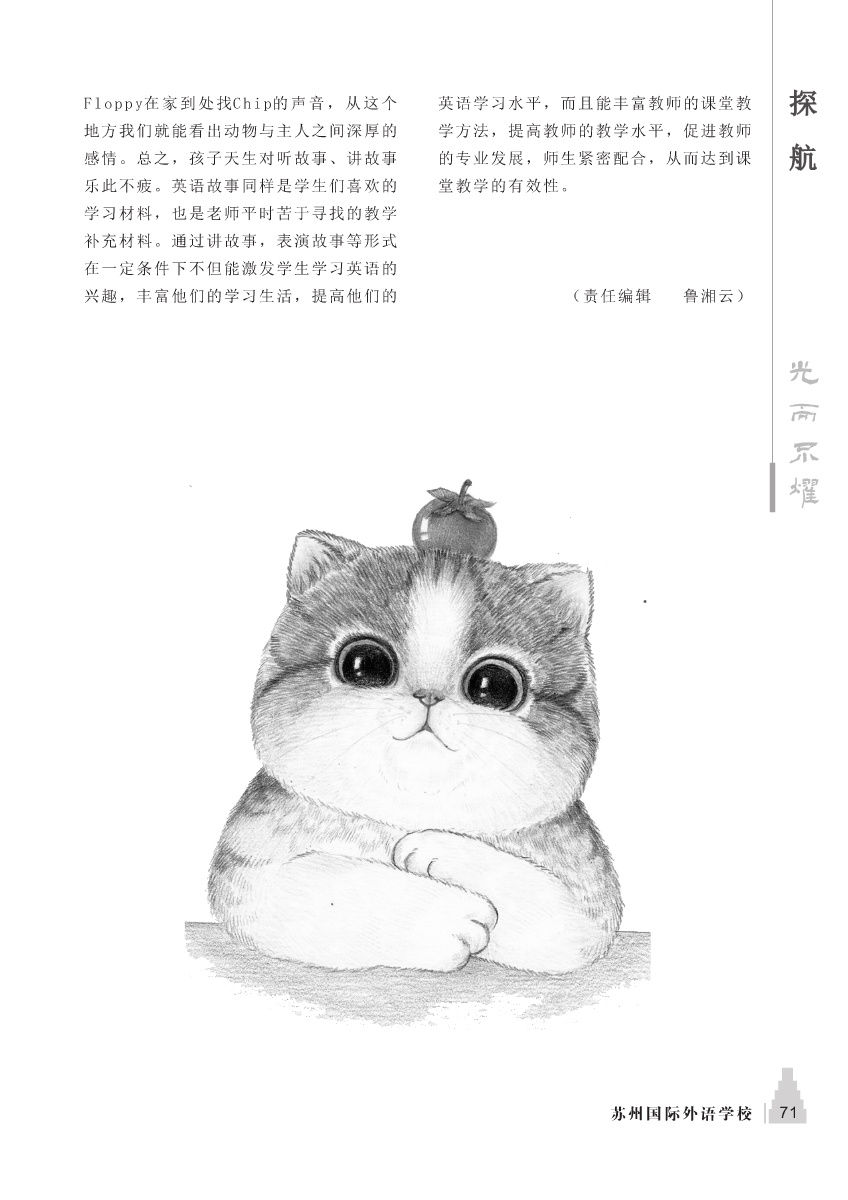 Floppy在家到处找Chip的声音，从这个
地方我们就能看出动物与主人之间深厚的
感情。总之，孩子天生对听故事、讲故事
乐此不疲。英语故事同样是学生们喜欢的
学习材料，也是老师平时苦于寻找的教学
补充材料。通过讲故事，表演故事等形式
在一定条件下不但能激发学生学习英语的
兴趣，丰富他们的学习生活，提高他们的
英语学习水平，而且能丰富教师的课堂教
学方法，提高教师的教学水平，促进教师
的专业发展，师生紧密配合，从而达到课
堂教学的有效性。
（责任编辑　　鲁湘云）
探航
光而不燿
苏州国际外语学校
71